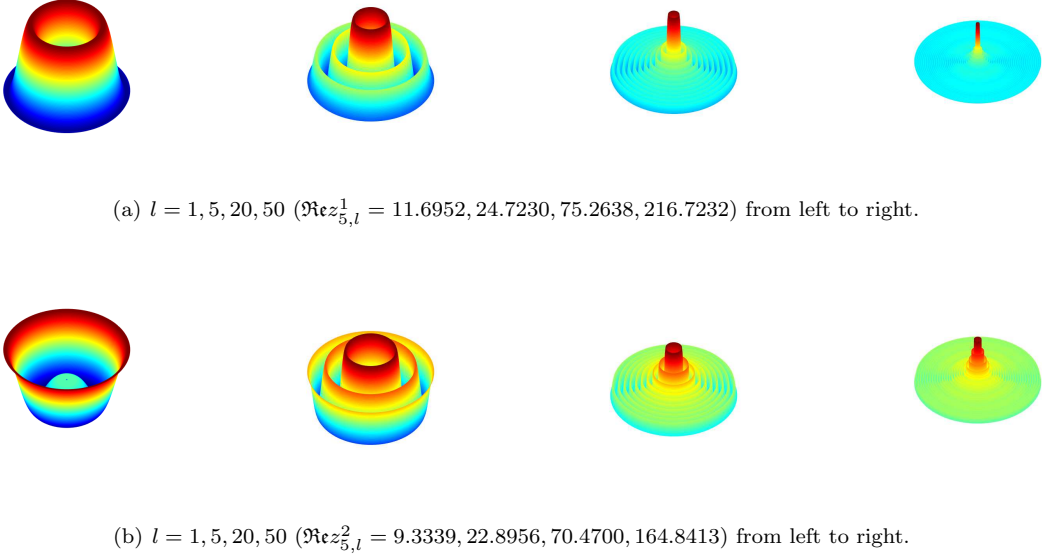 (a) l = 1, 5, 20, 50 (ℜ𝔢z¹₅,ₗ = 11.6952, 24.7230, 75.2638, 216.7232) from left to right.
(b) l = 1, 5, 20, 50 (ℜ𝔢z²₅,ₗ = 9.3339, 22.8956, 70.4700, 164.8413) from left to right.